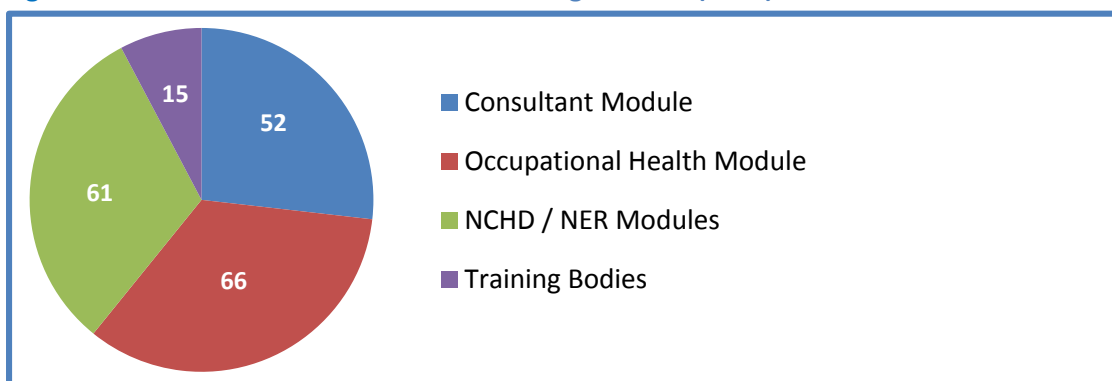 15
52
61
66
Consultant Module
Occupational Health Module
NCHD / NER Modules
Training Bodies